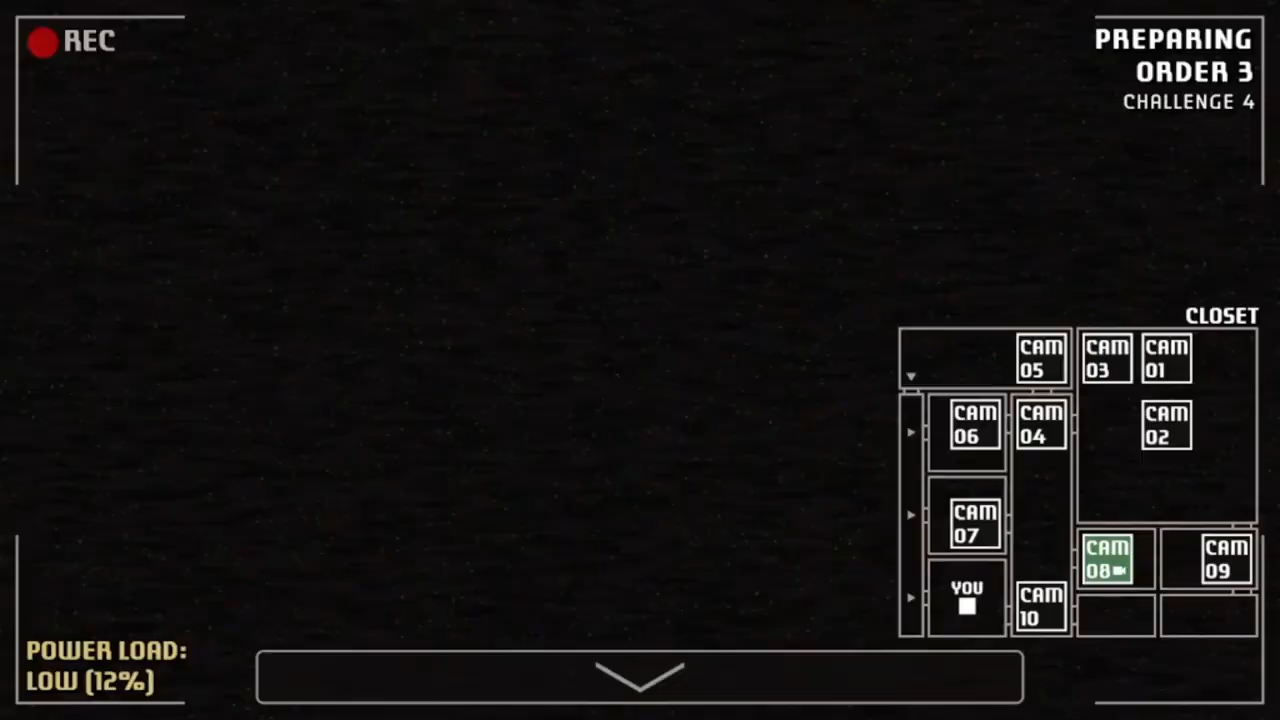 REC
PREPARING
ORDER 3
CHALLENGE 4
CLOSET
CAM
05
CAM
03
CAM
01
CAM
06
CAM
04
CAM
02
CAM
07
CAM
08
CAM
09
YOU
CAM
10
POWER LOAD:
LOW (12%)